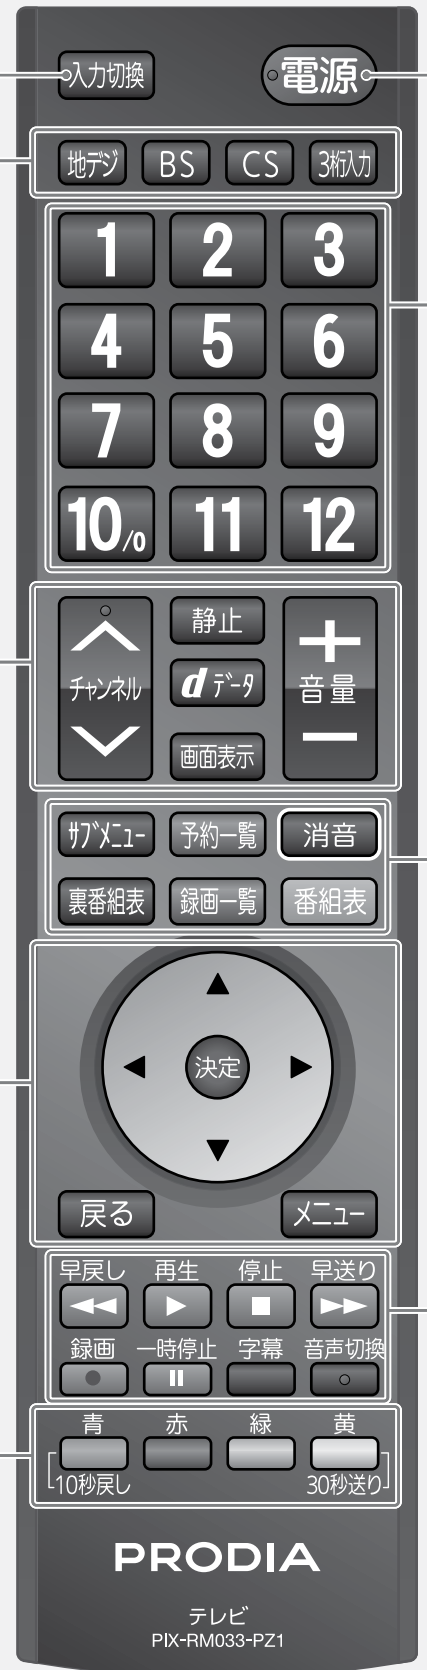 入力切換 電源
地デジ BS CS 3桁入力
1 2 3
4 5 6
7 8 9
10/0 11 12
静止
チャンネル dデータ 音量
画面表示
サブメニュー 予約一覧 消音
裏番組表 録画一覧 番組表
決定
戻る メニュー
早戻し 再生 停止 早送り
録画 一時停止 字幕 音声切換
青 赤 緑 黄
10秒戻し 30秒送り
PRODIA
テレビ
PIX-RM033-PZ1